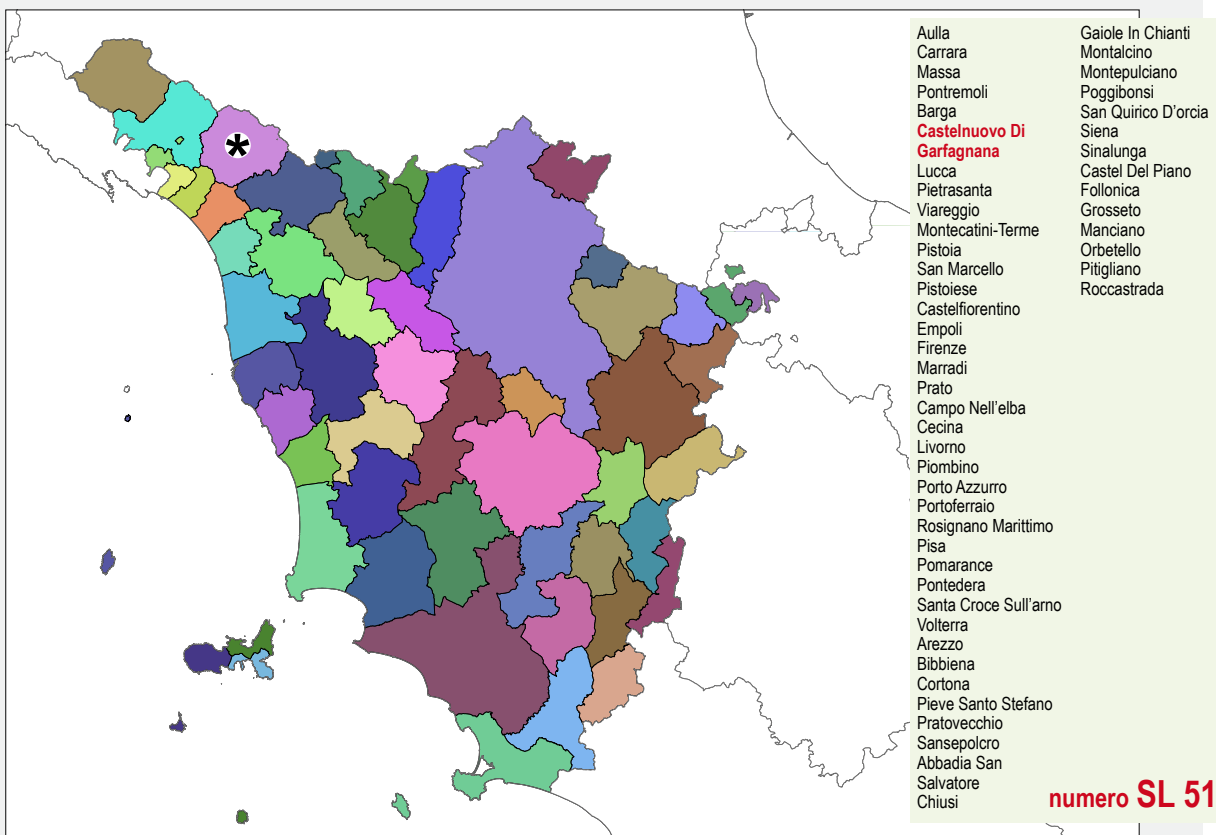 *
Aulla
Carrara
Massa
Pontremoli
Barga
Castelnuovo Di
Garfagnana
Lucca
Pietrasanta
Viareggio
Montecatini-Terme
Pistoia
San Marcello
Pistoiese
Castelfiorentino
Empoli
Firenze
Marradi
Prato
Campo Nell'elba
Cecina
Livorno
Piombino
Porto Azzurro
Portoferraio
Rosignano Marittimo
Pisa
Pomarance
Pontedera
Santa Croce Sull'arno
Volterra
Arezzo
Bibbiena
Cortona
Pieve Santo Stefano
Pratovecchio
Sansepolcro
Abbadia San
Salvatore
Chiusi
Gaiole In Chianti
Montalcino
Montepulciano
Poggibonsi
San Quirico D'orcia
Siena
Sinalunga
Castel Del Piano
Follonica
Grosseto
Manciano
Orbetello
Pitigliano
Roccastrada
numero SL 51